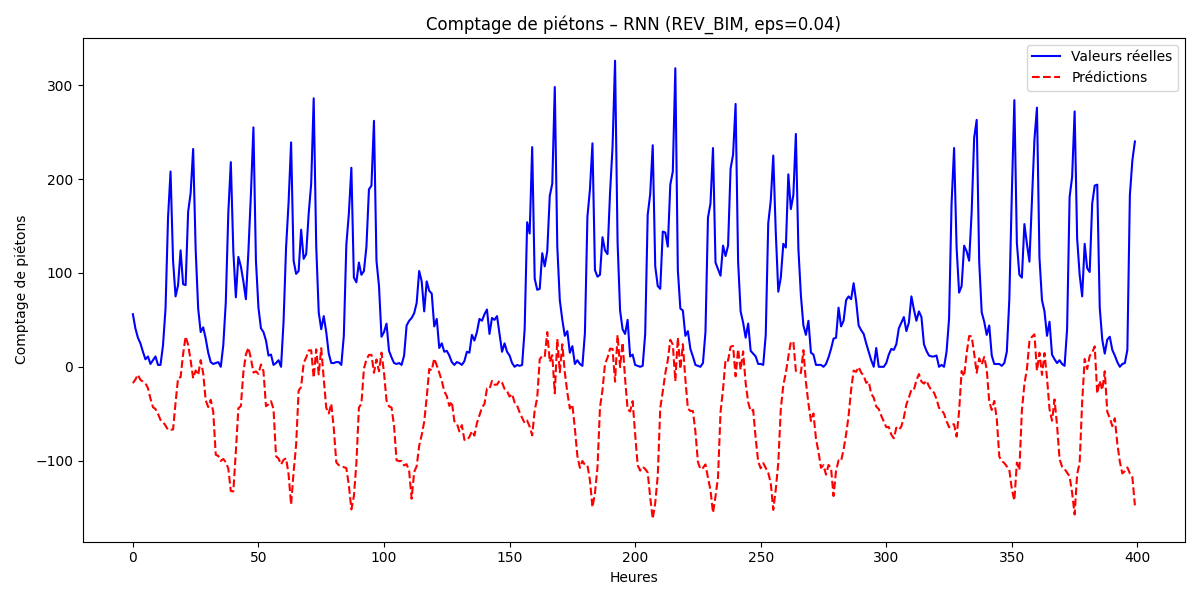 Comptage de piétons – RNN (REV_BIM, eps=0.04)
Valeurs réelles
Prédictions
Comptage de piétons
300
200
100
0
−100
0 50 100 150 200 250 300 350 400
Heures